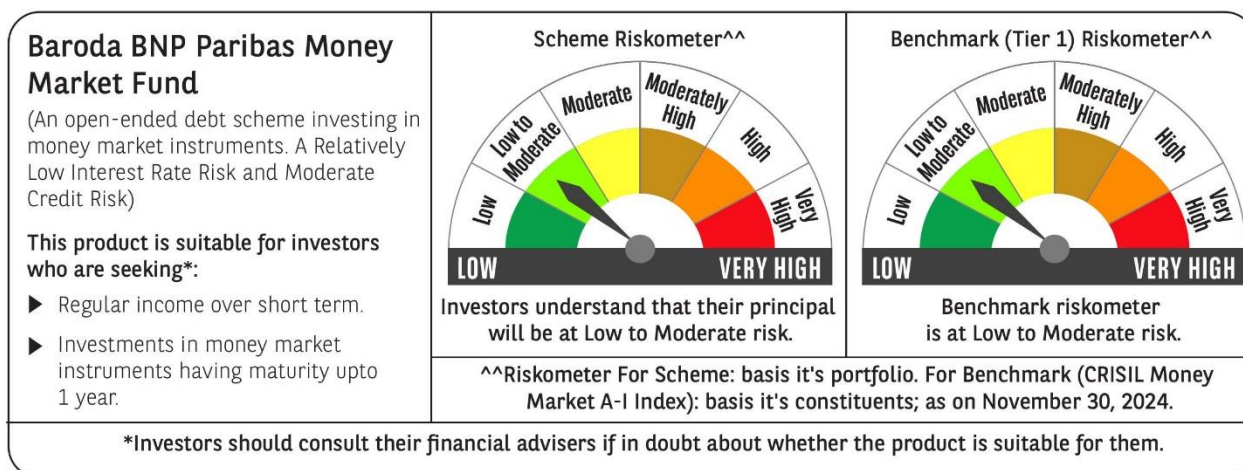 Baroda BNP Paribas Money
Market Fund
(An open-ended debt scheme investing in
money market instruments. A Relatively
Low Interest Rate Risk and Moderate
Credit Risk)
This product is suitable for investors
who are seeking*:
▶ Regular income over short term.
▶ Investments in money market
instruments having maturity upto
1 year.
Scheme Riskometer^^
Low
Low to
Moderate
Moderate
Moderately
High
High
Very
High
LOW VERY HIGH
Investors understand that their principal
will be at Low to Moderate risk.
Benchmark (Tier 1) Riskometer^^
Low
Low to
Moderate
Moderate
Moderately
High
High
Very
High
LOW VERY HIGH
Benchmark riskometer
is at Low to Moderate risk.
^^Riskometer For Scheme: basis it's portfolio. For Benchmark (CRISIL Money
Market A-I Index): basis it's constituents; as on November 30, 2024.
*Investors should consult their financial advisers if in doubt about whether the product is suitable for them.